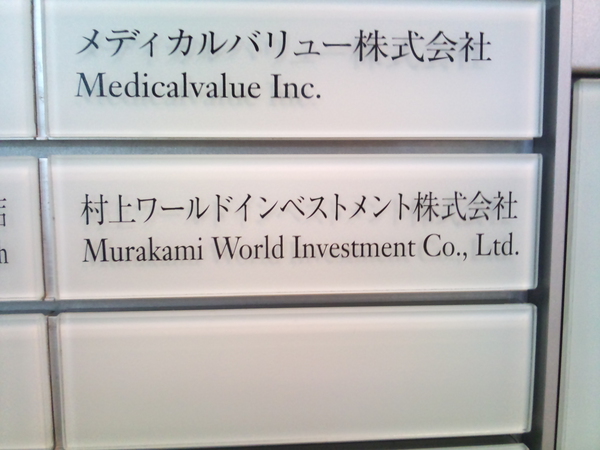 メディカルバリュー株式会社
Medicalvalue Inc.
村上ワールドインベストメント株式会社
Murakami World Investment Co., Ltd.